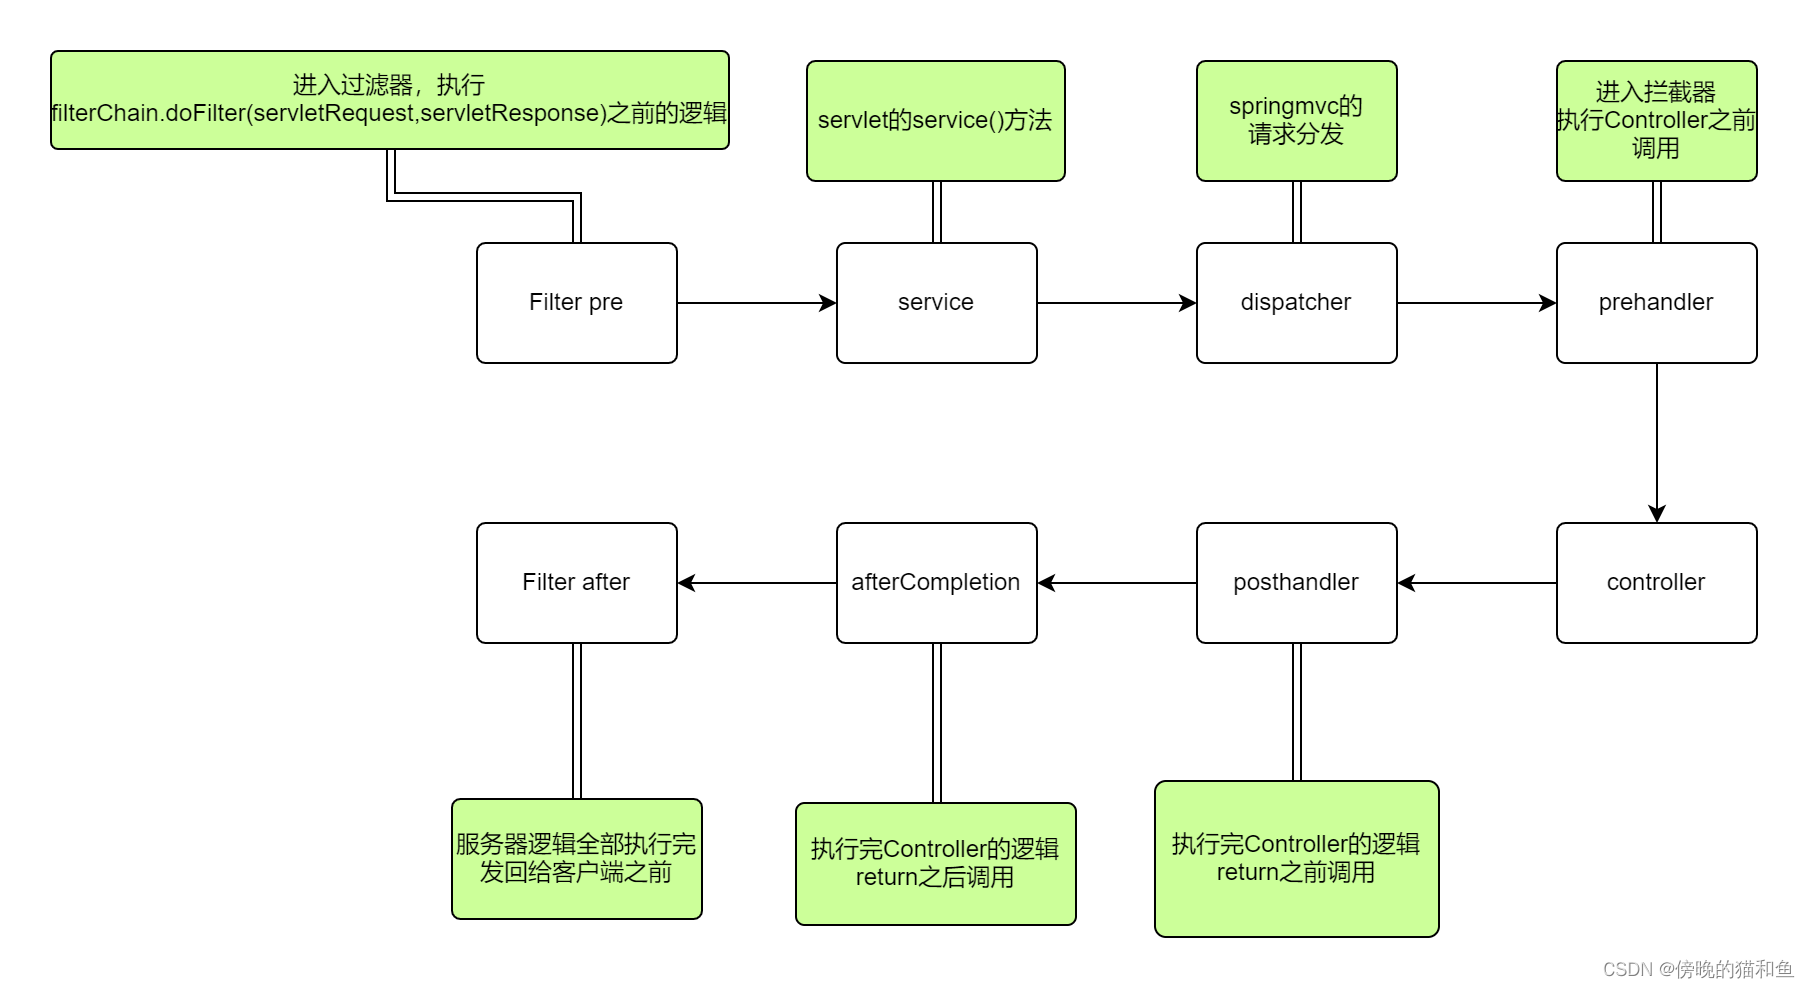 进入过滤器，执行
filterChain.doFilter(servletRequest,servletResponse)之前的逻辑
servlet的service()方法
springmvc的
请求分发
进入拦截器
执行Controller之前
调用
Filter pre
service
dispatcher
prehandler
Filter after
afterCompletion
posthandler
controller
服务器逻辑全部执行完
发回给客户端之前
执行完Controller的逻辑
return之后调用
执行完Controller的逻辑
return之前调用
CSDN @傍晚的猫和鱼